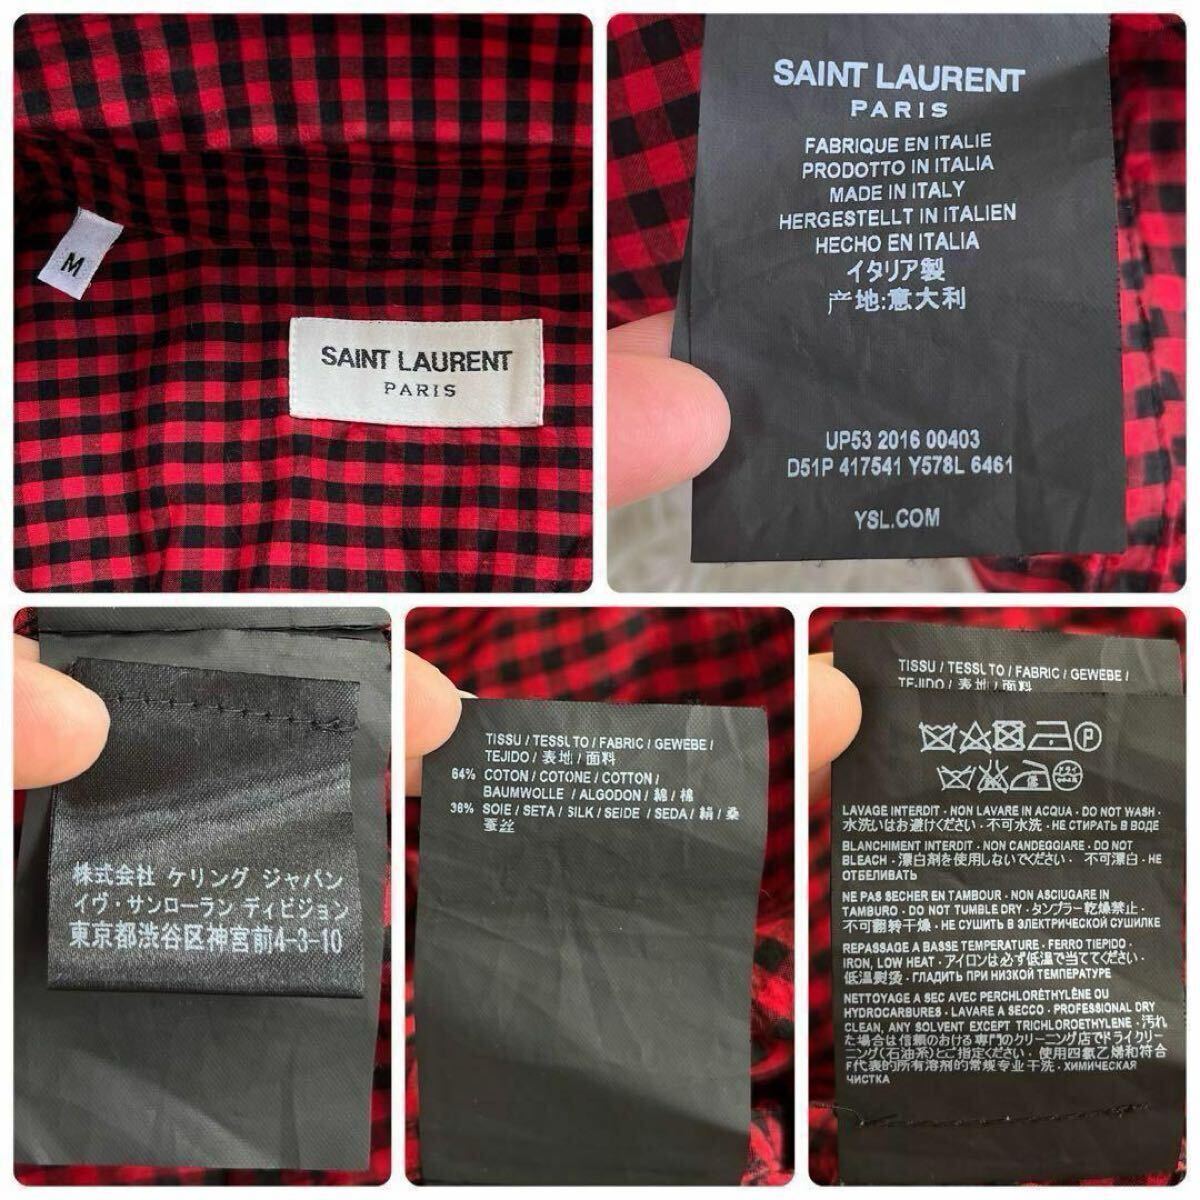 M
SAINT LAURENT
PARIS
SAINT LAURENT
PARIS
FABRIQUE EN ITALIE
PRODOTTO IN ITALIA
MADE IN ITALY
HERGESTELLT IN ITALIEN
HECHO EN ITALIA
イタリア製
产地:意大利
UP53 2016 00403
D51P 417541 Y578L 6461
YSL.COM
株式会社 ケリング ジャパン
イヴ・サンローラン ディビジョン
東京都渋谷区神宮前4-3-10
TISSU / TESSUTO / FABRIC / GEWEBE /
TEJIDO / 表地 / 面料
64% COTON / COTONE / COTTON /
BAUMWOLLE / ALGODON / 綿 / 棉
36% SOIE / SETA / SILK / SEIDE / SEDA / 絹 / 桑
蚕丝
TISSU / TESSUTO / FABRIC / GEWEBE /
TEJIDO / 表地 / 面料
P
ドライ
LAVAGE INTERDIT - NON LAVARE IN ACQUA - DO NOT WASH -
水洗いはお避けください - 不可水洗 - НЕ СТИРАТЬ В ВОДЕ
BLANCHIMENT INTERDIT - NON CANDEGGIARE - DO NOT
BLEACH - 漂白剤を使用しないでください - 不可漂白 - НЕ
ОТБЕЛИВАТЬ
NE PAS SECHER EN TAMBOUR - NON ASCIUGARE IN
TAMBURO - DO NOT TUMBLE DRY - タンブラー乾燥禁止 -
不可翻转干燥 - НЕ СУШИТЬ В ЭЛЕКТРИЧЕСКОЙ СУШИЛКЕ
REPASSAGE A BASSE TEMPERATURE - FERRO TIEPIDO -
IRON, LOW HEAT - アイロンは必ず低温で当ててください -
低温熨烫 - ГЛАДИТЬ ПРИ НИЗКОЙ ТЕМПЕРАТУРЕ
NETTOYAGE A SEC AVEC PERCHLORÉTHYLÈNE OU
HYDROCARBURES - LAVARE A SECCO - PROFESSIONAL DRY
CLEAN, ANY SOLVENT EXCEPT TRICHLOROETHYLENE - 汚れ
た場合は信頼のおける専門のクリーニング店でドライクリー
ニング(石油系)とご指定ください - 使用四氯乙烯和符合
F代表的所有溶剂的常规专业干洗 - ХИМИЧЕСКАЯ
ЧИСТКА